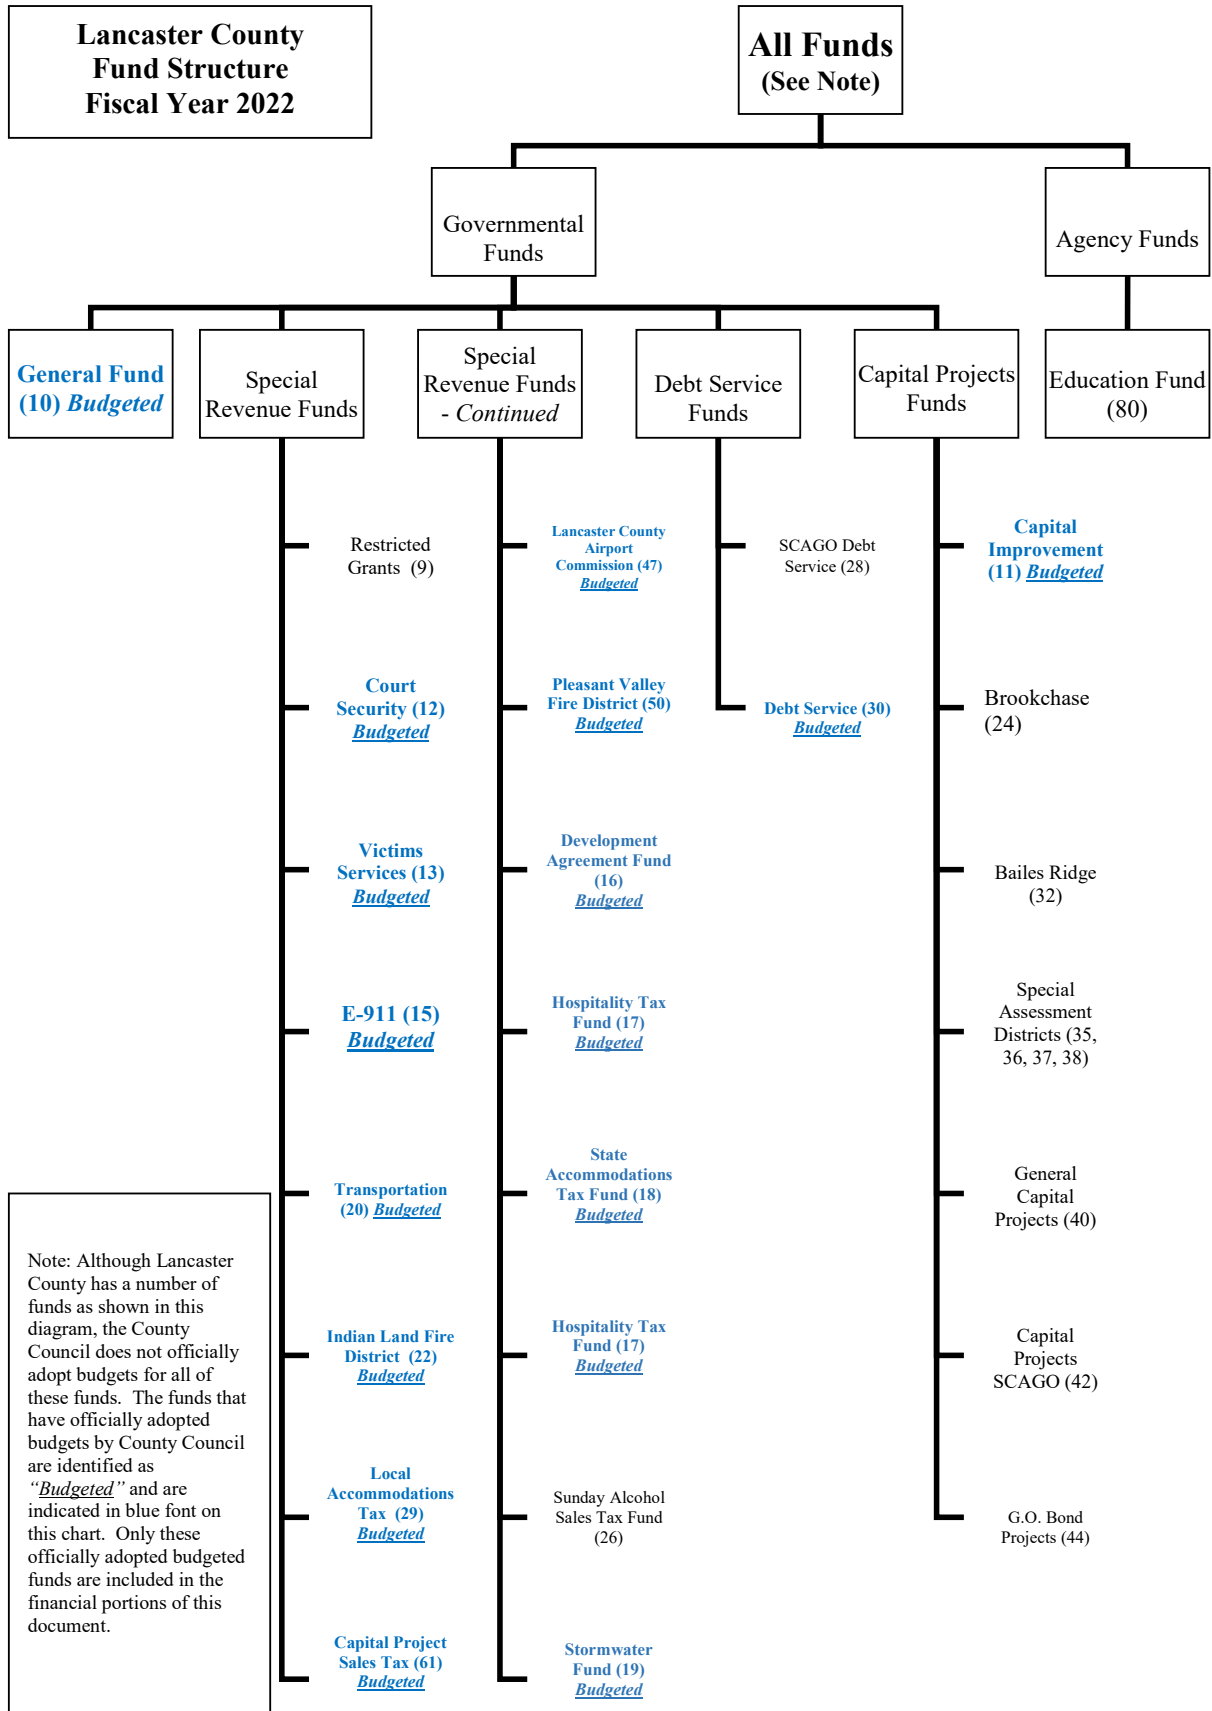 Lancaster County
Fund Structure
Fiscal Year 2022
All Funds
(See Note)
Governmental
Funds
Agency Funds
General Fund
(10) Budgeted
Special
Revenue Funds
Special
Revenue Funds
- Continued
Debt Service
Funds
Capital Projects
Funds
Education Fund
(80)
Restricted
Grants (9)
Court
Security (12)
Budgeted
Victims
Services (13)
Budgeted
E-911 (15)
Budgeted
Transportation
(20) Budgeted
Indian Land Fire
District (22)
Budgeted
Local
Accommodations
Tax (29)
Budgeted
Capital Project
Sales Tax (61)
Budgeted
Lancaster County
Airport
Commission (47)
Budgeted
Pleasant Valley
Fire District (50)
Budgeted
Development
Agreement Fund
(16)
Budgeted
Hospitality Tax
Fund (17)
Budgeted
State
Accommodations
Tax Fund (18)
Budgeted
Hospitality Tax
Fund (17)
Budgeted
Sunday Alcohol
Sales Tax Fund
(26)
Stormwater
Fund (19)
Budgeted
SCAGO Debt
Service (28)
Debt Service (30)
Budgeted
Capital
Improvement
(11) Budgeted
Brookchase
(24)
Bailes Ridge
(32)
Special
Assessment
Districts (35,
36, 37, 38)
General
Capital
Projects (40)
Capital
Projects
SCAGO (42)
G.O. Bond
Projects (44)
Note: Although Lancaster
County has a number of
funds as shown in this
diagram, the County
Council does not officially
adopt budgets for all of
these funds. The funds that
have officially adopted
budgets by County Council
are identified as
“Budgeted” and are
indicated in blue font on
this chart. Only these
officially adopted budgeted
funds are included in the
financial portions of this
document.